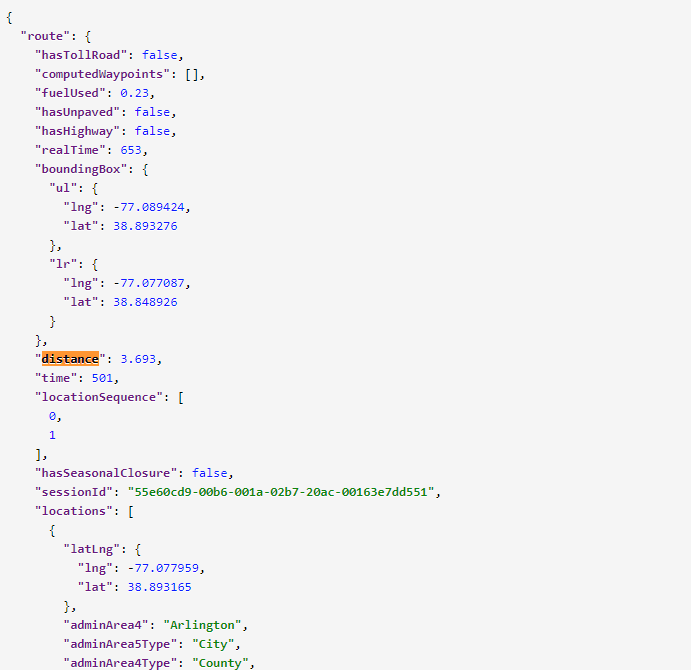 {
"route": {
"hasTollRoad": false,
"computedWaypoints": [],
"fuelUsed": 0.23,
"hasUnpaved": false,
"hasHighway": false,
"realTime": 653,
"boundingBox": {
"ul": {
"lng": -77.089424,
"lat": 38.893276
},
"lr": {
"lng": -77.077087,
"lat": 38.848926
}
},
"distance": 3.693,
"time": 501,
"locationSequence": [
0,
1
],
"hasSeasonalClosure": false,
"sessionId": "55e60cd9-00b6-001a-02b7-20ac-00163e7dd551",
"locations": [
{
"latLng": {
"lng": -77.077959,
"lat": 38.893165
},
"adminArea4": "Arlington",
"adminArea5Type": "City",
"adminArea4Type": "County",